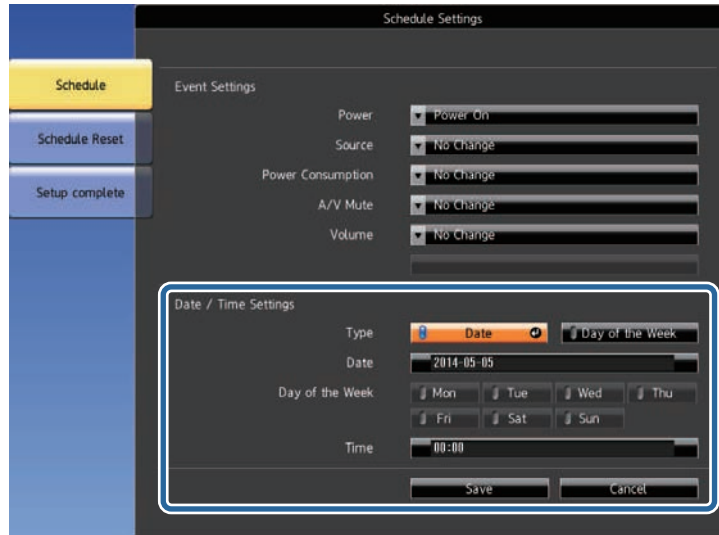 Schedule Settings
Schedule
Schedule Reset
Setup complete
Event Settings
Power Power On
Source No Change
Power Consumption No Change
A/V Mute No Change
Volume No Change
Date / Time Settings
Type Date Day of the Week
Date 2014-05-05
Day of the Week Mon Tue Wed Thu
Fri Sat Sun
Time 00:00
Save Cancel